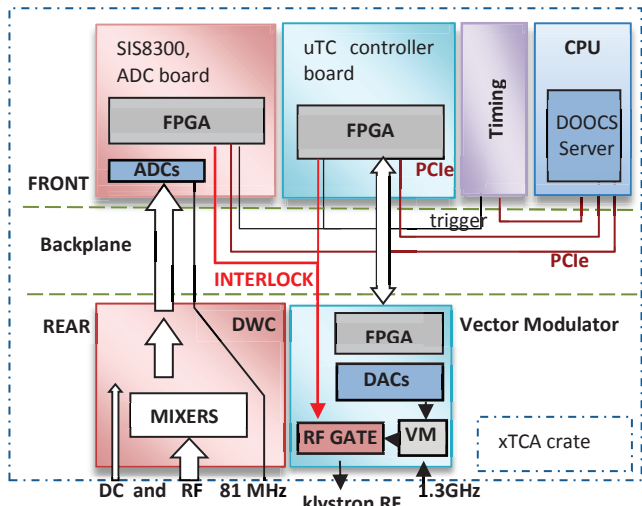 SIS8300,
ADC board
FPGA
ADCs
uTC controller
board
FPGA
PCIe
Timing
CPU
DOOCS
Server
FRONT
trigger
Backplane
PCIe
INTERLOCK
REAR
DWC
Vector Modulator
FPGA
DACs
MIXERS
RF GATE
VM
xTCA crate
DC and RF 81 MHz
1.3GHz
klystron RF